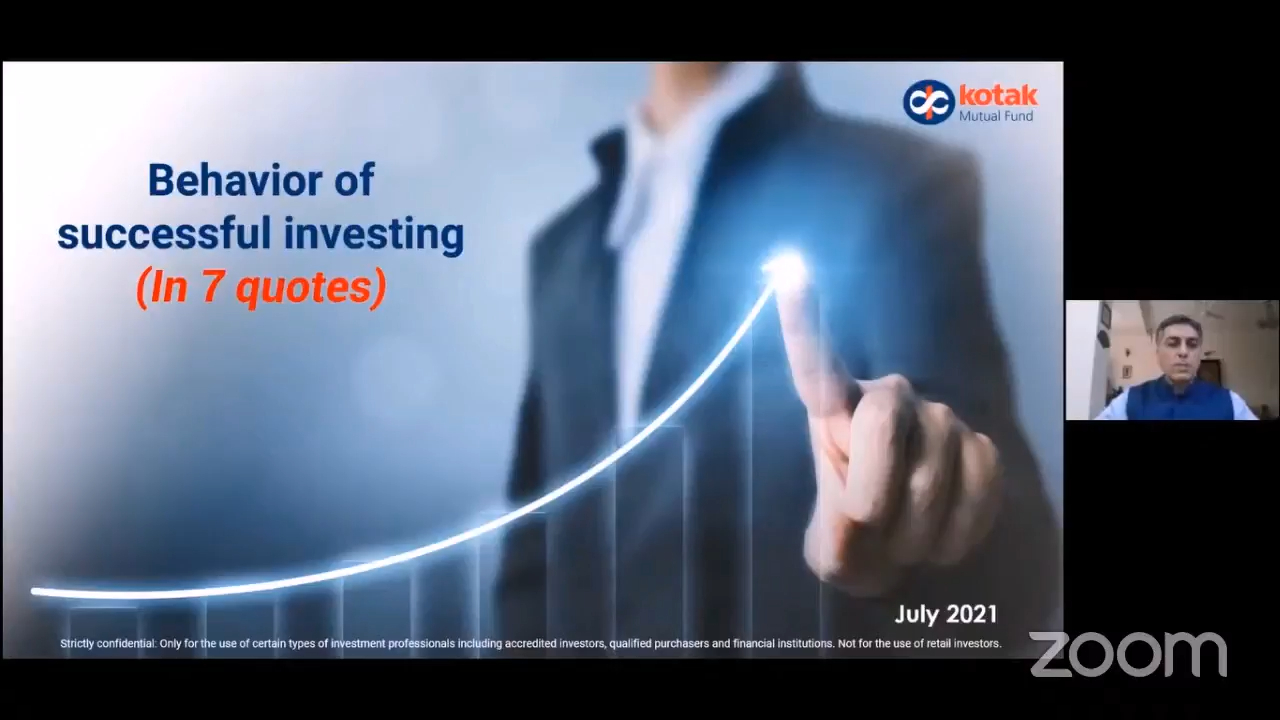 kotak
Mutual Fund
Behavior of
successful investing
(In 7 quotes)
July 2021
Strictly confidential: Only for the use of certain types of investment professionals including accredited investors, qualified purchasers and financial institutions. Not for the use of retail investors.
zoom